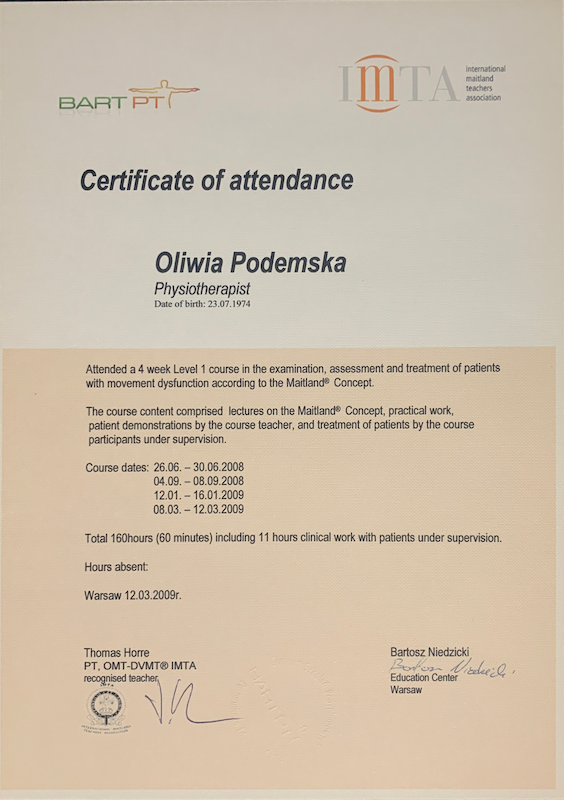 BART PT
IMTA
international
maitland
teachers
association
Certificate of attendance
Oliwia Podemska
Physiotherapist
Date of birth: 23.07.1974
Attended a 4 week Level 1 course in the examination, assessment and treatment of patients
with movement dysfunction according to the Maitland® Concept.
The course content comprised lectures on the Maitland® Concept, practical work,
patient demonstrations by the course teacher, and treatment of patients by the course
participants under supervision.
Course dates: 26.06. – 30.06.2008
04.09. – 08.09.2008
12.01. – 16.01.2009
08.03. – 12.03.2009
Total 160hours (60 minutes) including 11 hours clinical work with patients under supervision.
Hours absent:
Warsaw 12.03.2009r.
Thomas Horre
PT, OMT-DVMT® IMTA
recognised teacher
Bartosz Niedzicki
Bartosz Niedzicki
Education Center
Warsaw
IMTA